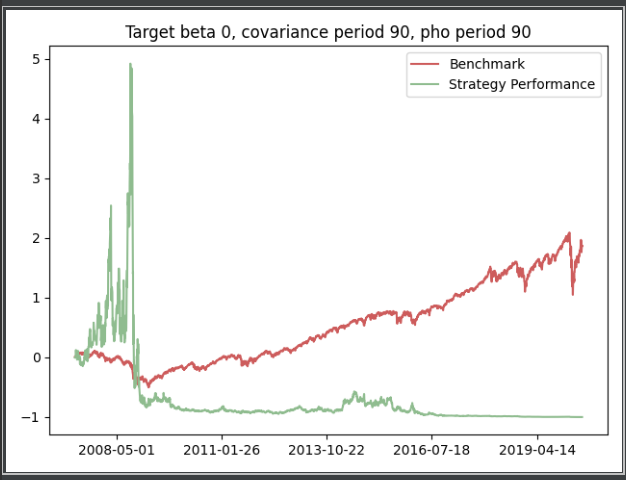 Target beta 0, covariance period 90, pho period 90
Benchmark
Strategy Performance
5
4
3
2
1
0
−1
2008-05-01 2011-01-26 2013-10-22 2016-07-18 2019-04-14